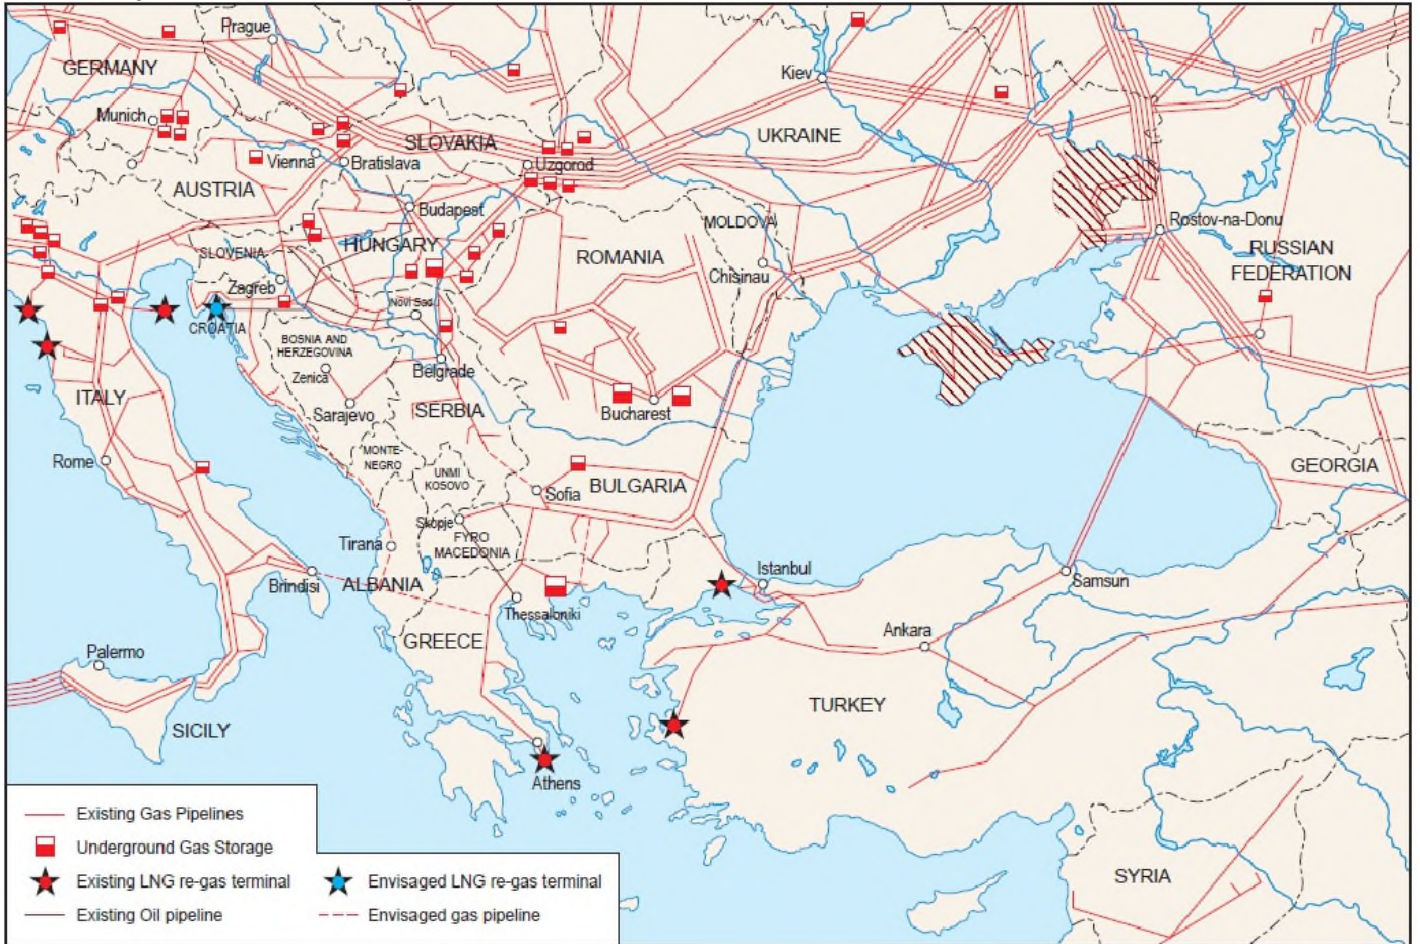 Prague
GERMANY
Kiev
Munich
UKRAINE
SLOVAKIA
Vienna
Bratislava
Uzgorod
AUSTRIA
Budapest
MOLDOVA
Rostov-na-Donu
HUNGARY
SLOVENIA
ROMANIA
RUSSIAN
FEDERATION
Chisinau
Zagreb
Novi Sad
CROATIA
BOSNIA AND
HERZEGOVINA
Zenica
Belgrade
ITALY
Sarajevo
SERBIA
Bucharest
MONTE-
NEGRO
Rome
UNMI
KOSOVO
GEORGIA
BULGARIA
Sofia
Skopje
FYRO
MACEDONIA
Tirana
Istanbul
Brindisi
ALBANIA
Samsun
Thessaloniki
Ankara
GREECE
Palermo
TURKEY
SICILY
Athens
SYRIA
Existing Gas Pipelines
Underground Gas Storage
Existing LNG re-gas terminal
Envisaged LNG re-gas terminal
Existing Oil pipeline
Envisaged gas pipeline